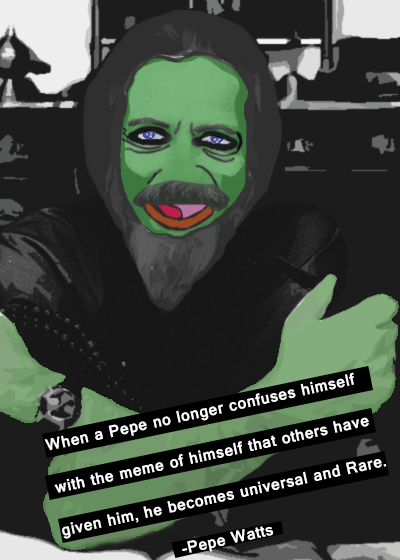 When a Pepe no longer confuses himself
with the meme of himself that others have
given him, he becomes universal and Rare.
-Pepe Watts